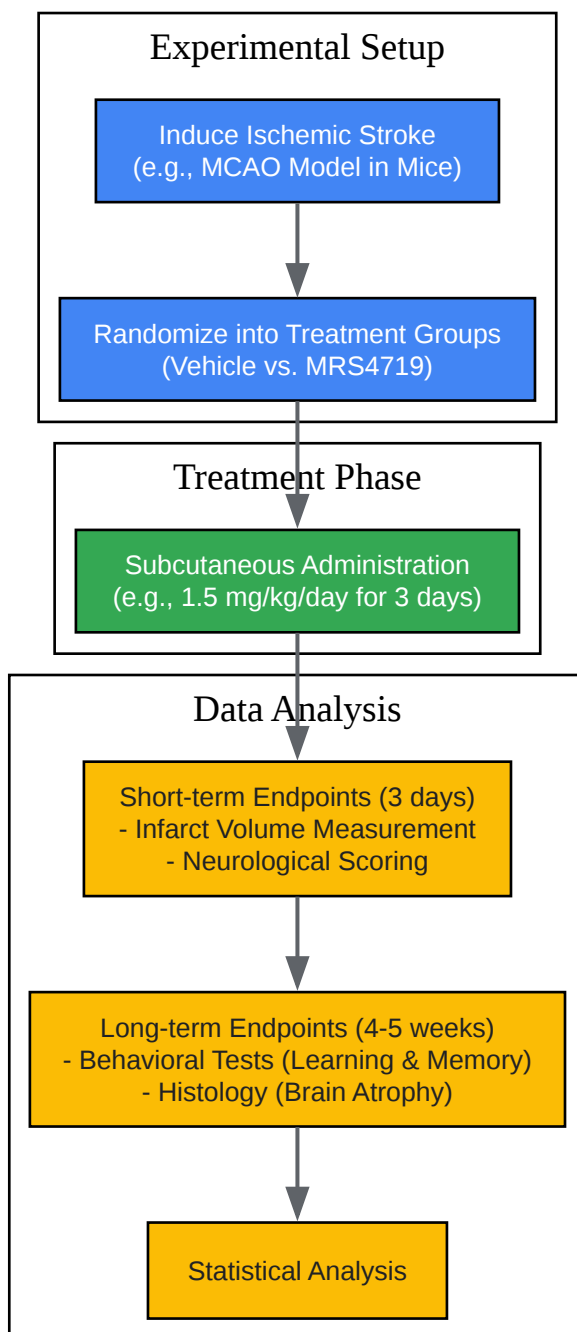 Experimental Setup
Induce Ischemic Stroke
(e.g., MCAO Model in Mice)
Randomize into Treatment Groups
(Vehicle vs. MRS4719)
Treatment Phase
Subcutaneous Administration
(e.g., 1.5 mg/kg/day for 3 days)
Data Analysis
Short-term Endpoints (3 days)
- Infarct Volume Measurement
- Neurological Scoring
Long-term Endpoints (4-5 weeks)
- Behavioral Tests (Learning & Memory)
- Histology (Brain Atrophy)
Statistical Analysis